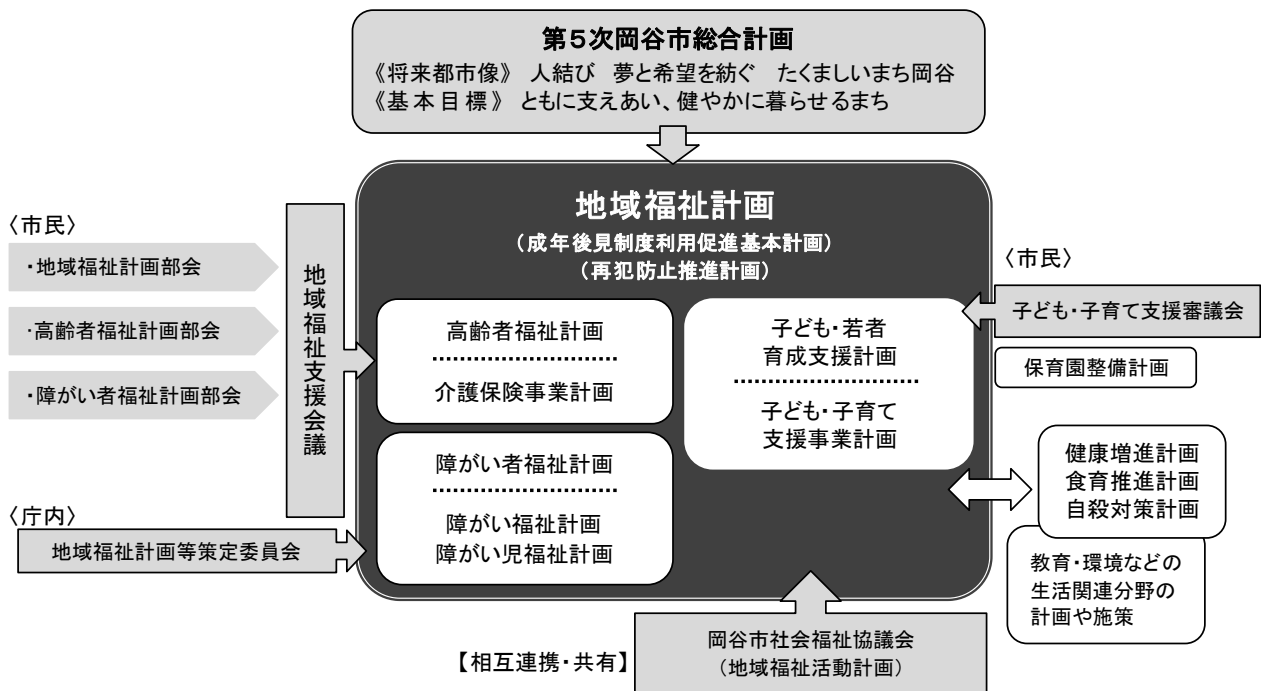 第5次岡谷市総合計画
《将来都市像》 人結び 夢と希望を紡ぐ たくましいまち岡谷
《基本目標》 ともに支えあい、健やかに暮らせるまち
地域福祉計画
(成年後見制度利用促進基本計画)
(再犯防止推進計画)
〈市民〉
・地域福祉計画部会
・高齢者福祉計画部会
・障がい者福祉計画部会
地域福祉支援会議
〈庁内〉
地域福祉計画等策定委員会
高齢者福祉計画
介護保険事業計画
障がい者福祉計画
障がい福祉計画
障がい児福祉計画
子ども・若者
育成支援計画
子ども・子育て
支援事業計画
〈市民〉
子ども・子育て支援審議会
保育園整備計画
健康増進計画
食育推進計画
自殺対策計画
教育・環境などの
生活関連分野の
計画や施策
【相互連携・共有】
岡谷市社会福祉協議会
(地域福祉活動計画)